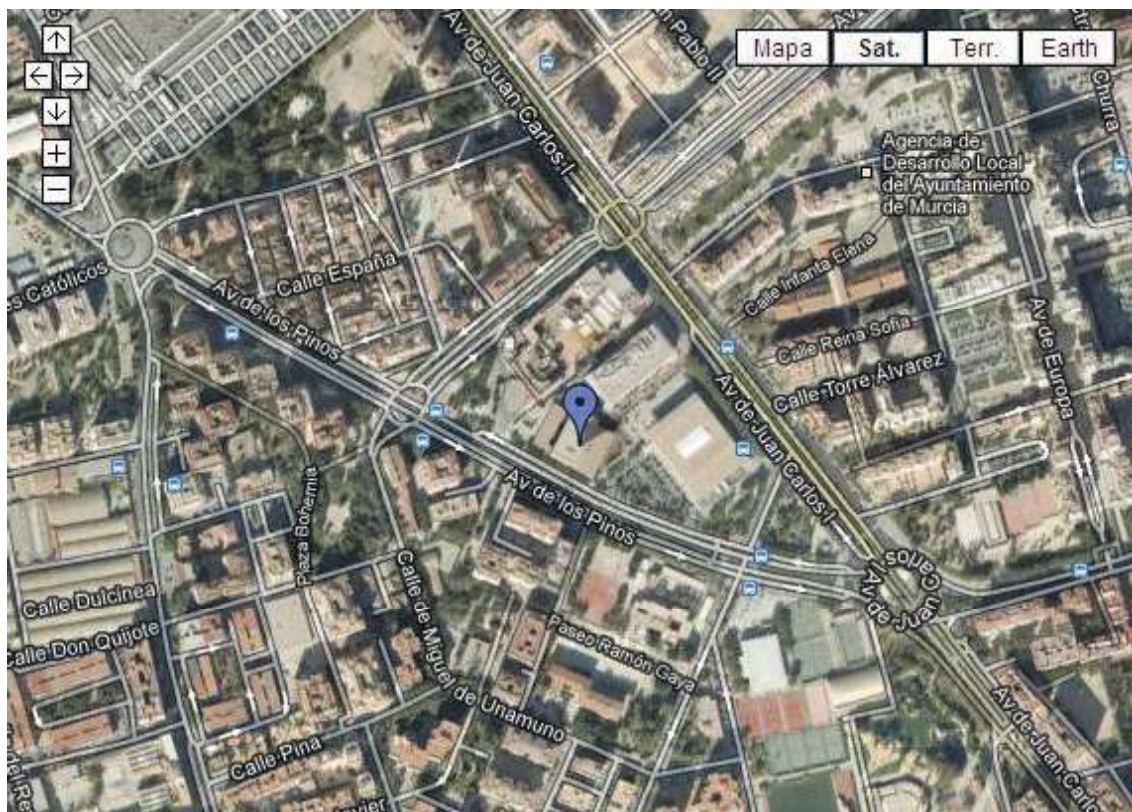 Mapa
Sat.
Terr.
Earth
Av de Juan Carlos I
Pablo II
Av
Churra
Agencia de
Desarrollo Local
del Ayuntamiento
de Murcia
Calle España
Católicos
Av de los Pinos
Calle Infanta Elena
Calle Reina Sofía
Calle Torre Álvarez
Av de Europa
Av de Juan Carlos I
Av de los Pinos
Plaza Bohemia
Calle de Miguel de Unamuno
Calle Dulcinea
Calle Don Quijote
Paseo Ramón Gaya
Av de Juan Carlos I
Calle Pina
Av de Juan Carl